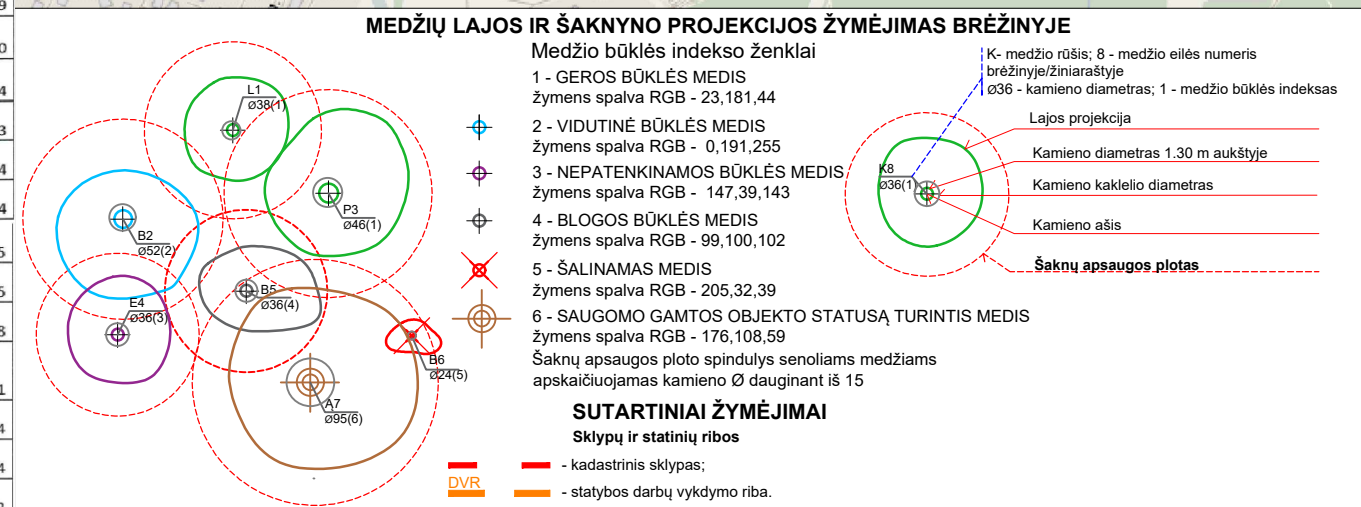 MEDŽIŲ LAJOS IR ŠAKNYNO PROJEKCIJOS ŽYMĖJIMAS BRĖŽINYJE
Medžio būklės indekso ženklai
1 - GEROS BŪKLĖS MEDIS
žymens spalva RGB - 23,181,44
2 - VIDUTINĖ BŪKLĖS MEDIS
žymens spalva RGB - 0,191,255
3 - NEPATENKINAMOS BŪKLĖS MEDIS
žymens spalva RGB - 147,39,143
4 - BLOGOS BŪKLĖS MEDIS
žymens spalva RGB - 99,100,102
5 - ŠALINAMAS MEDIS
žymens spalva RGB - 205,32,39
6 - SAUGOMO GAMTOS OBJEKTO STATUSĄ TURINTIS MEDIS
žymens spalva RGB - 176,108,59
Šaknų apsaugos ploto spindulys senoliams medžiams
apskaičiuojamas kamieno Ø dauginant iš 15
L1
Ø38(1)
P3
Ø46(1)
B2
Ø52(2)
E4
Ø36(3)
B5
Ø36(4)
B6
Ø24(5)
A7
Ø95(6)
K- medžio rūšis; 8 - medžio eilės numeris
brėžinyje/žiniaraštyje
Ø36 - kamieno diametras; 1 - medžio būklės indeksas
K8
Ø36(1)
Lajos projekcija
Kamieno diametras 1.30 m aukštyje
Kamieno kaklelio diametras
Kamieno ašis
Šaknų apsaugos plotas
SUTARTINIAI ŽYMĖJIMAI
Sklypų ir statinių ribos
- kadastrinis sklypas;
DVR
- statybos darbų vykdymo riba.